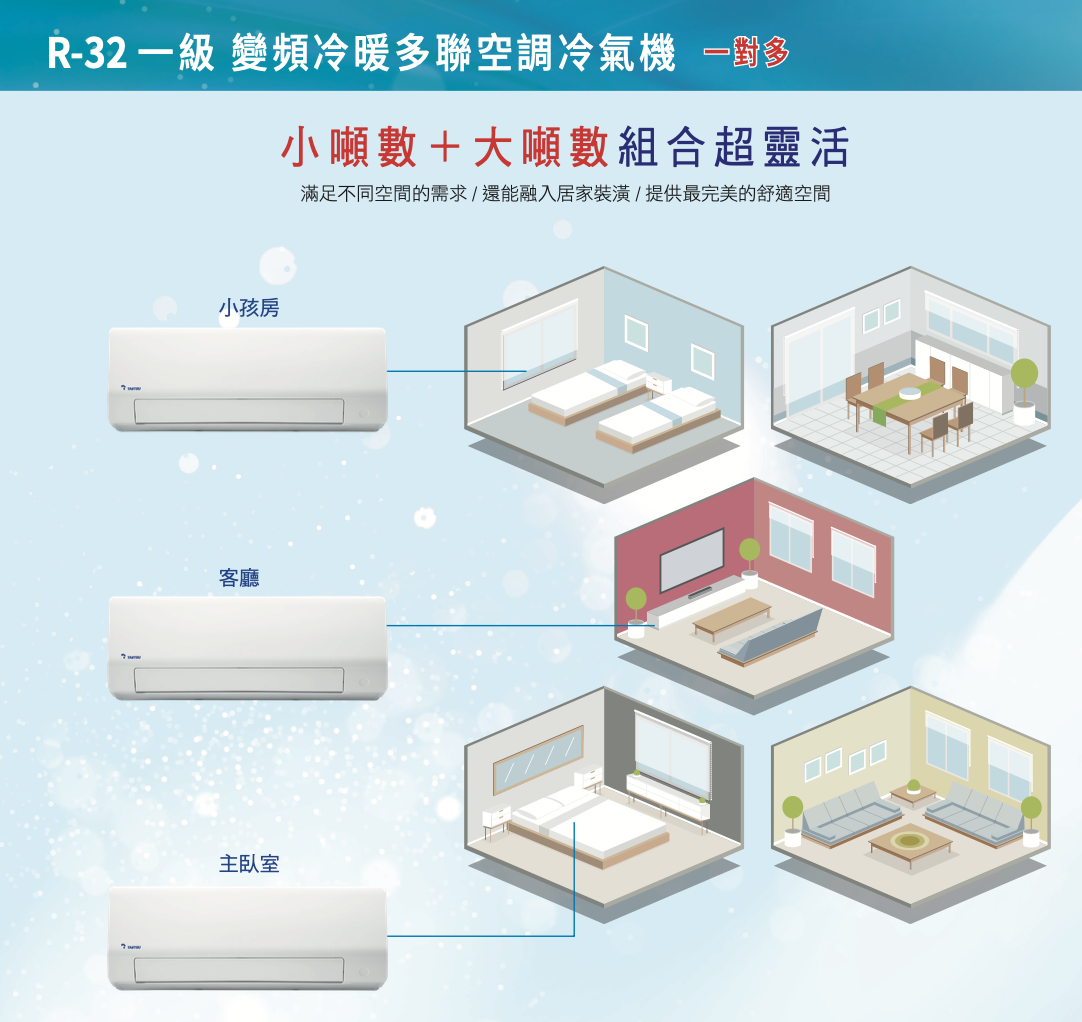 R-32 一級 變頻冷暖多聯空調冷氣機 一對多
小噸數＋大噸數組合超靈活
滿足不同空間的需求 / 還能融入居家裝潢 / 提供最完美的舒適空間
小孩房
客廳
主臥室